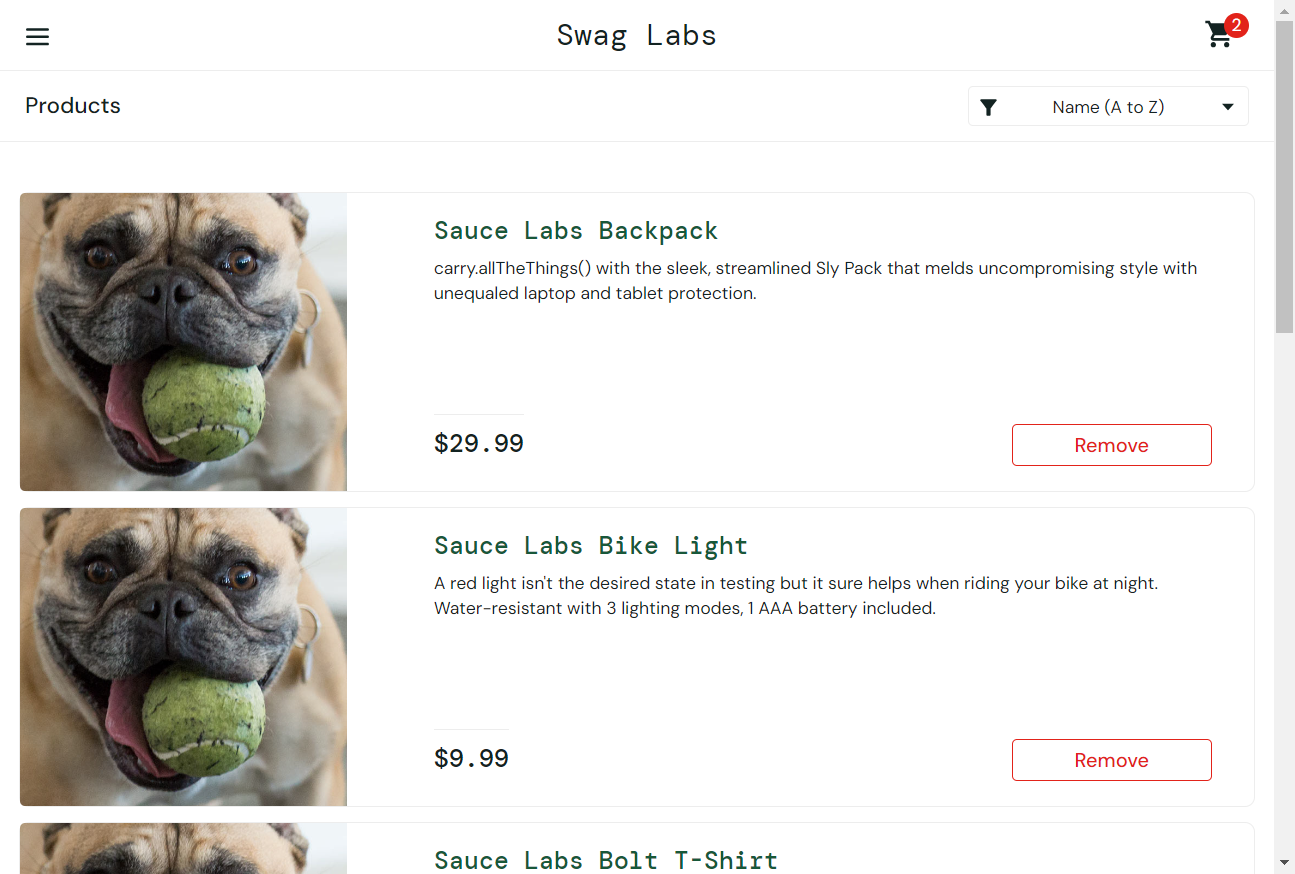 Swag Labs
2
Products
Name (A to Z)
Sauce Labs Backpack
carry.allTheThings() with the sleek, streamlined Sly Pack that melds uncompromising style with
unequaled laptop and tablet protection.
$29.99
Remove
Sauce Labs Bike Light
A red light isn't the desired state in testing but it sure helps when riding your bike at night.
Water-resistant with 3 lighting modes, 1 AAA battery included.
$9.99
Remove
Sauce Labs Bolt T-Shirt